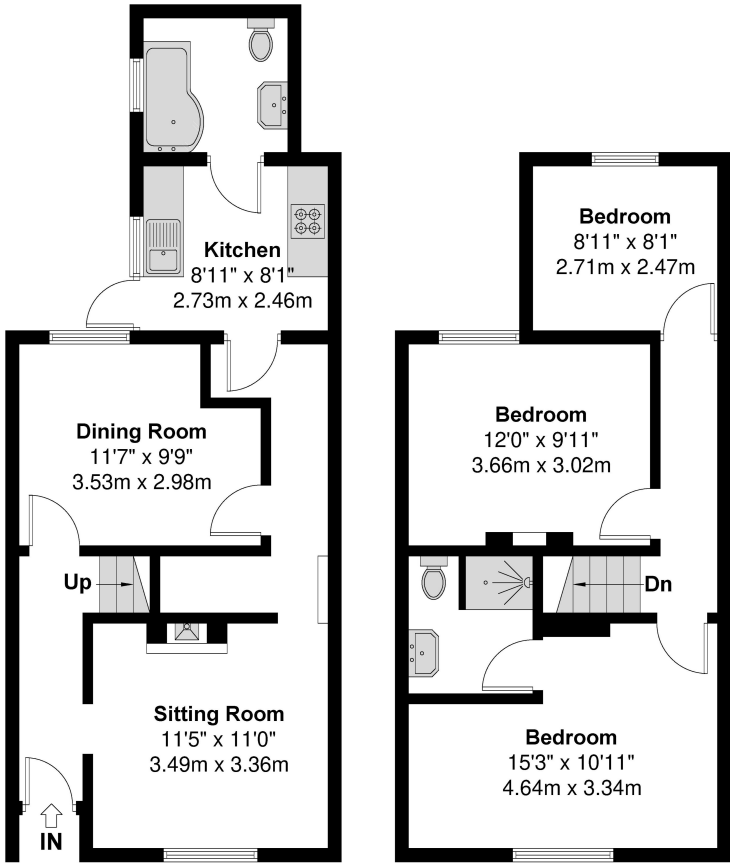 Kitchen
8'11" x 8'1"
2.73m x 2.46m
Dining Room
11'7" x 9'9"
3.53m x 2.98m
Up
Sitting Room
11'5" x 11'0"
3.49m x 3.36m
IN
Bedroom
8'11" x 8'1"
2.71m x 2.47m
Bedroom
12'0" x 9'11"
3.66m x 3.02m
Dn
Bedroom
15'3" x 10'11"
4.64m x 3.34m